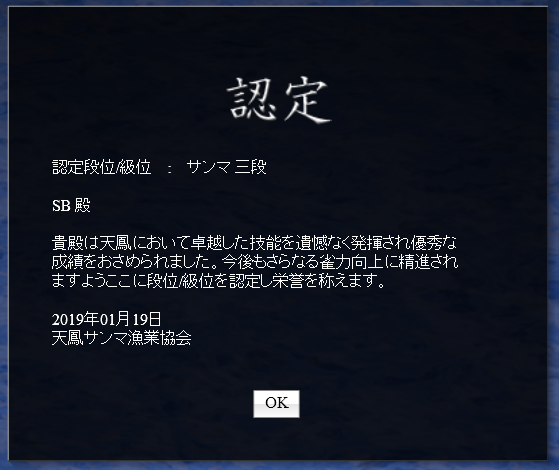 認定
認定段位/級位　：　サンマ 三段
SB 殿
貴殿は天鳳において卓越した技能を遺憾なく発揮され優秀な
成績をおさめられました。今後もさらなる雀力向上に精進され
ますようここに段位/級位を認定し栄誉を称えます。
2019年01月19日
天鳳サンマ漁業協会
OK